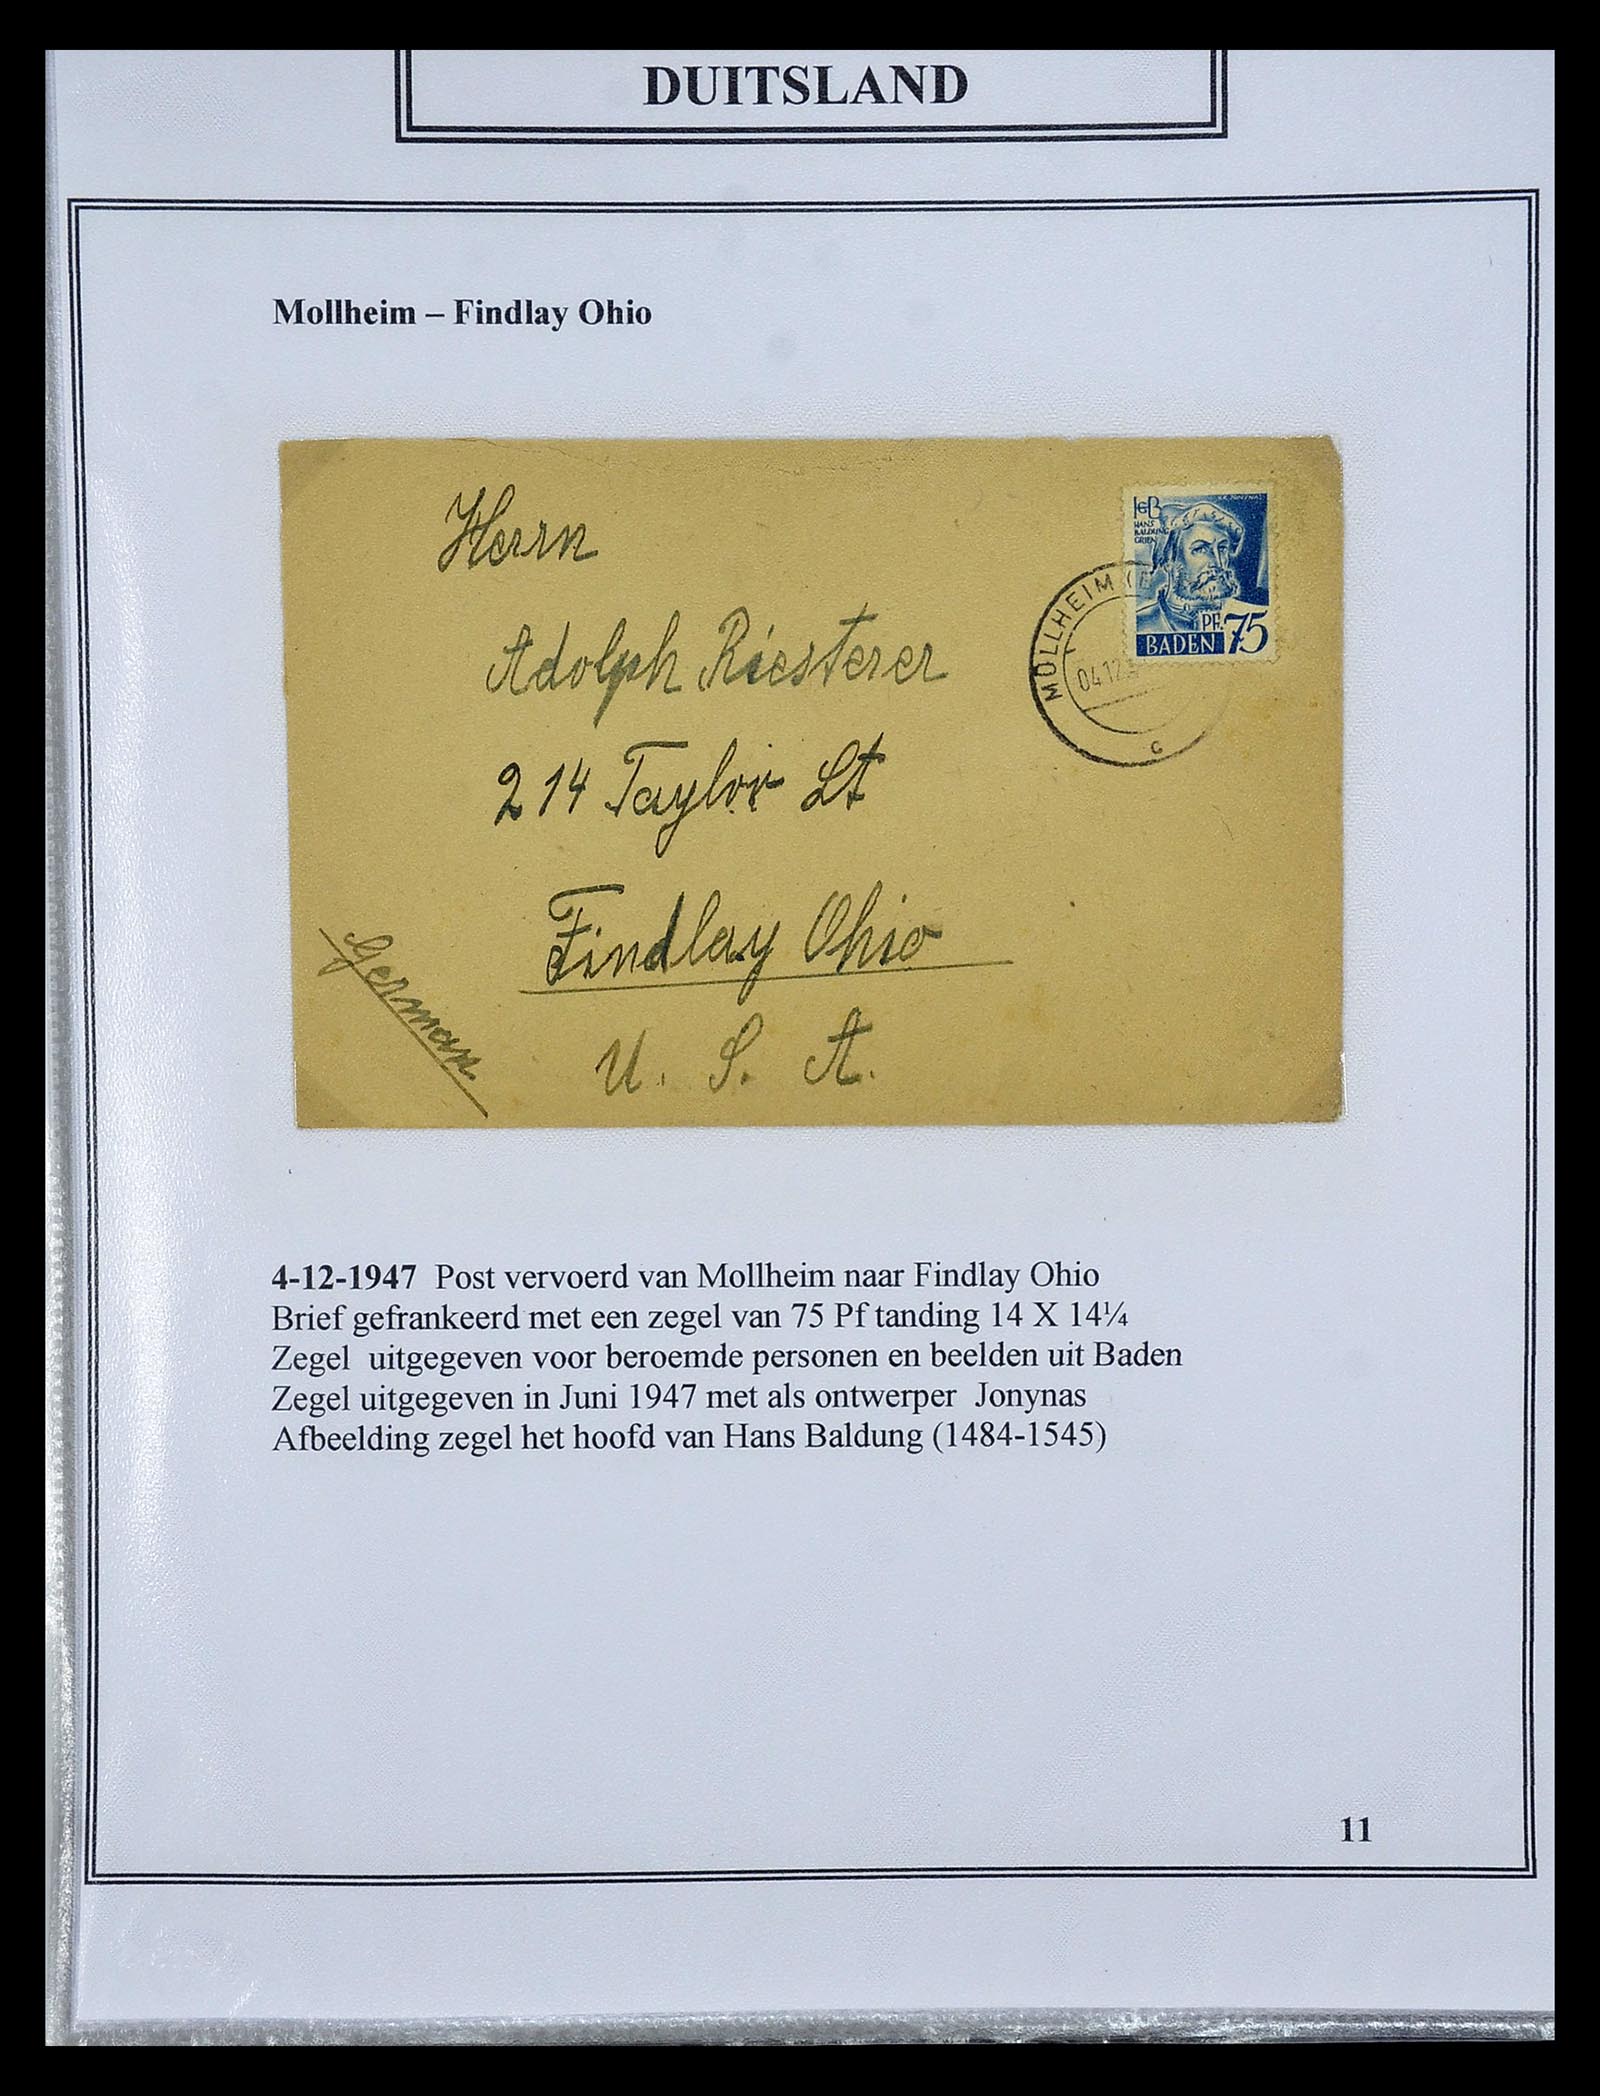 DUITSLAND
Mollheim – Findlay Ohio
Herrn
Adolph Riesterer
214 Taylor St
Findlay Ohio
U. S. A.
German
HANS
BALDUNG
GRIEN
PF. 75
BADEN
MÜLLHEIM (B
04.12.
c
4-12-1947 Post vervoerd van Mollheim naar Findlay Ohio
Brief gefrankeerd met een zegel van 75 Pf tanding 14 X 14¼
Zegel uitgegeven voor beroemde personen en beelden uit Baden
Zegel uitgegeven in Juni 1947 met als ontwerper Jonynas
Afbeelding zegel het hoofd van Hans Baldung (1484-1545)
11